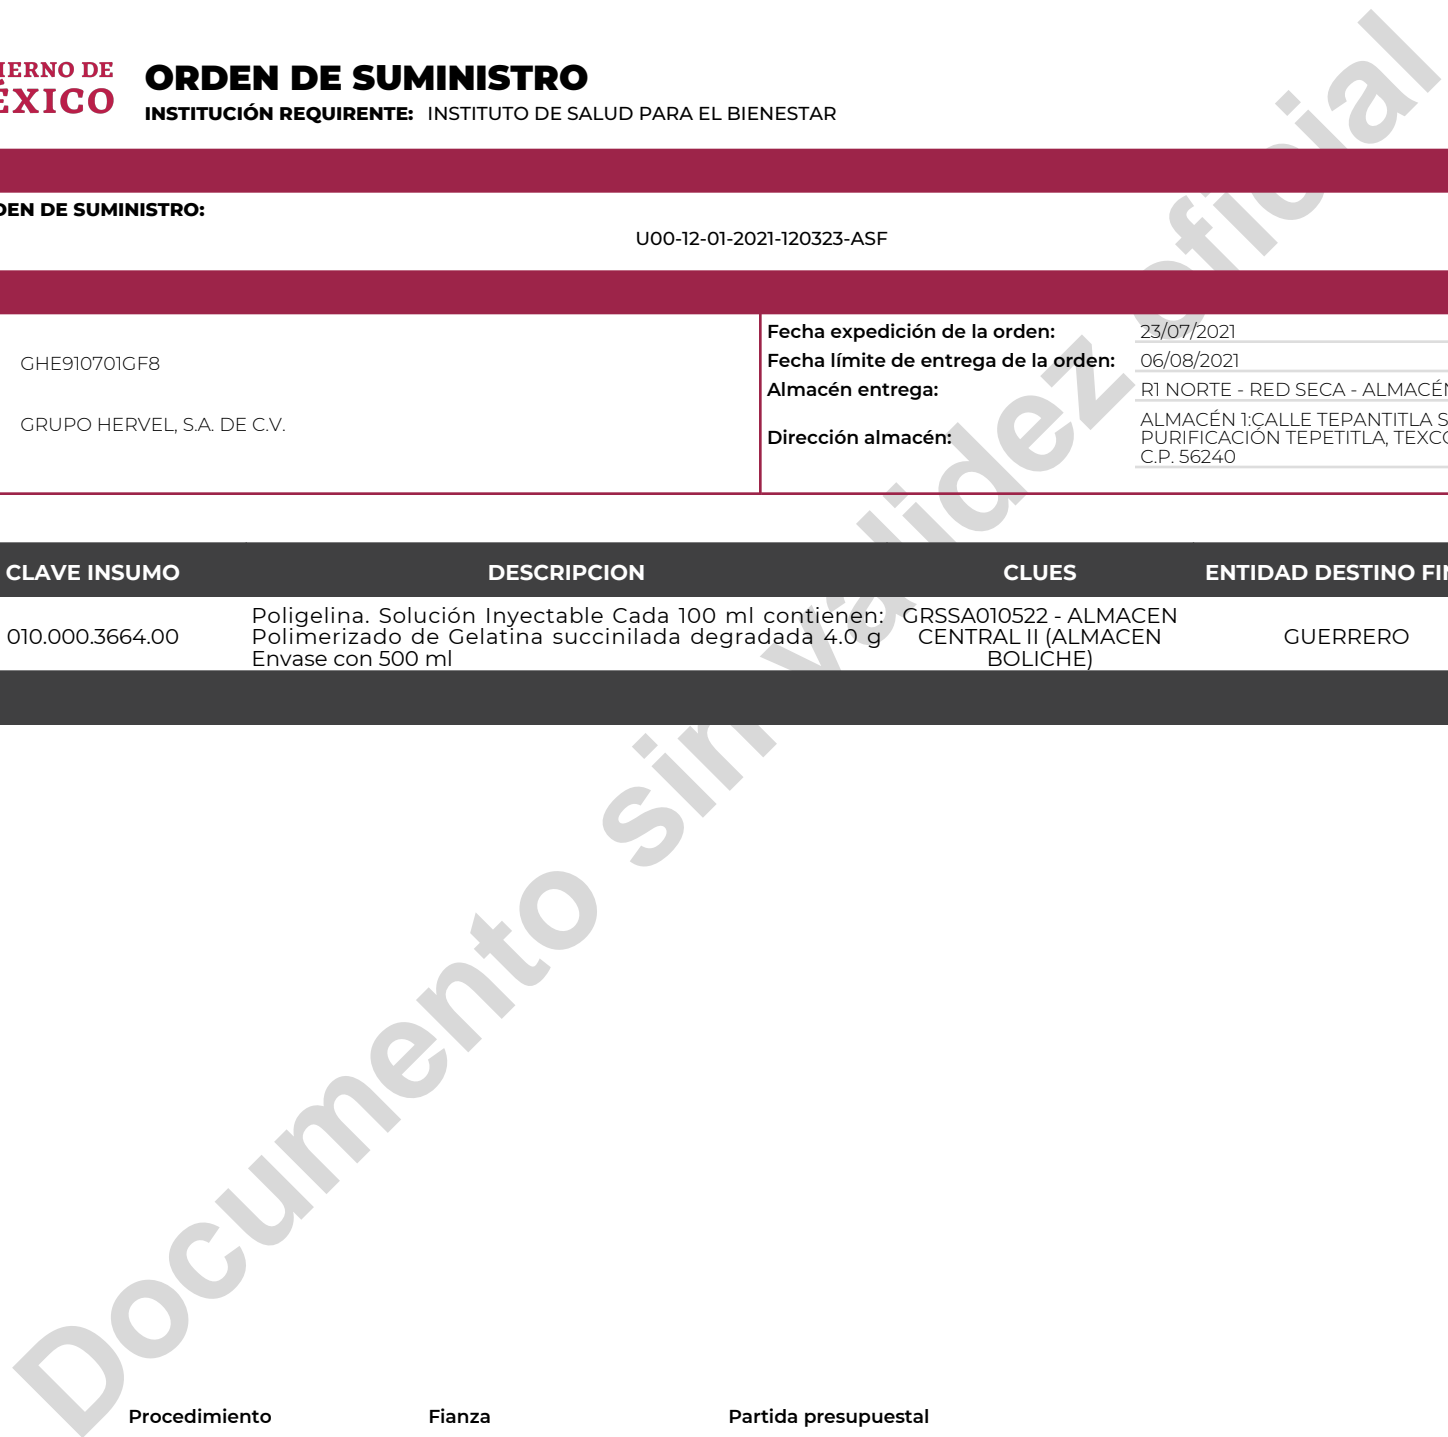 IERNO DE
ÉXICO
ORDEN DE SUMINISTRO
INSTITUCIÓN REQUIRENTE: INSTITUTO DE SALUD PARA EL BIENESTAR
DEN DE SUMINISTRO:
U00-12-01-2021-120323-ASF
GHE910701GF8
GRUPO HERVEL, S.A. DE C.V.
Fecha expedición de la orden: 23/07/2021
Fecha límite de entrega de la orden: 06/08/2021
Almacén entrega: R1 NORTE - RED SECA - ALMACÉN
Dirección almacén: ALMACÉN 1:CALLE TEPANTITLA S
PURIFICACIÓN TEPETITLA, TEXCO
C.P. 56240
CLAVE INSUMO DESCRIPCION CLUES ENTIDAD DESTINO FIN
010.000.3664.00
Poligelina. Solución Inyectable Cada 100 ml contienen:
Polimerizado de Gelatina succinilada degradada 4.0 g
Envase con 500 ml
GRSSA010522 - ALMACEN
CENTRAL II (ALMACEN
BOLICHE)
GUERRERO
Documento sin validez oficial
Procedimiento Fianza Partida presupuestal